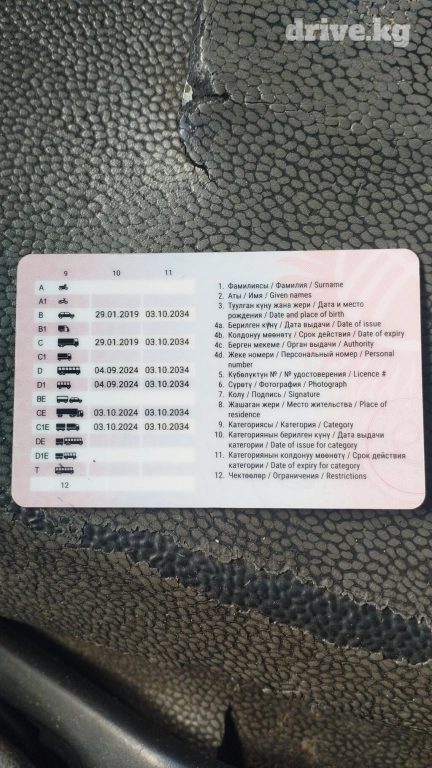 drive.kg
9 10 11
A
A1
B 29.01.2019 03.10.2034
B1
C 29.01.2019 03.10.2034
C1
D 04.09.2024 03.10.2034
D1 04.09.2024 03.10.2034
BE
CE 03.10.2024 03.10.2034
C1E 03.10.2024 03.10.2034
DE
D1E
T
12
1. Фамилиясы / Фамилия / Surname
2. Аты / Имя / Given names
3. Туулган күнү жана жери / Дата и место
рождения / Date and place of birth
4a. Берилген күнү / Дата выдачи / Date of issue
4b. Колдонуу мөөнөтү / Срок действия / Date of expiry
4c. Берген мекеме / Орган выдачи / Authority
4d. Жеке номери / Персональный номер / Personal
number
5. Күбөлүктүн № / № удостоверения / Licence #
6. Сүрөтү / Фотография / Photograph
7. Колу / Подпись / Signature
8. Жашаган жери / Место жительства / Place of
residence
9. Категориясы / Категория / Category
10. Категориянын берилген күнү / Дата выдачи
категории / Date of issue for category
11. Категориянын колдонуу мөөнөтү / Срок действия
категории / Date of expiry for category
12. Чектөөлөр / Ограничения / Restrictions